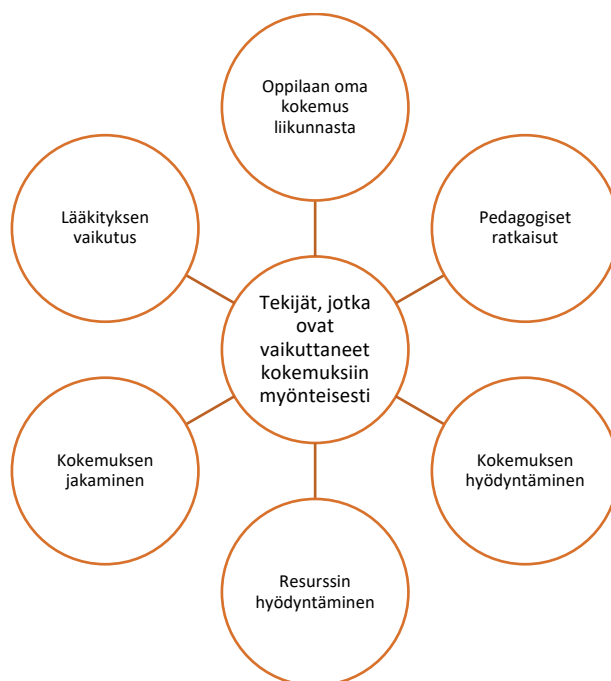 Oppilaan oma
kokemus
liikunnasta
Lääkityksen
vaikutus
Pedagogiset
ratkaisut
Tekijät, jotka
ovat
vaikuttaneet
kokemuksiin
myönteisesti
Kokemuksen
jakaminen
Kokemuksen
hyödyntäminen
Resurssin
hyödyntäminen